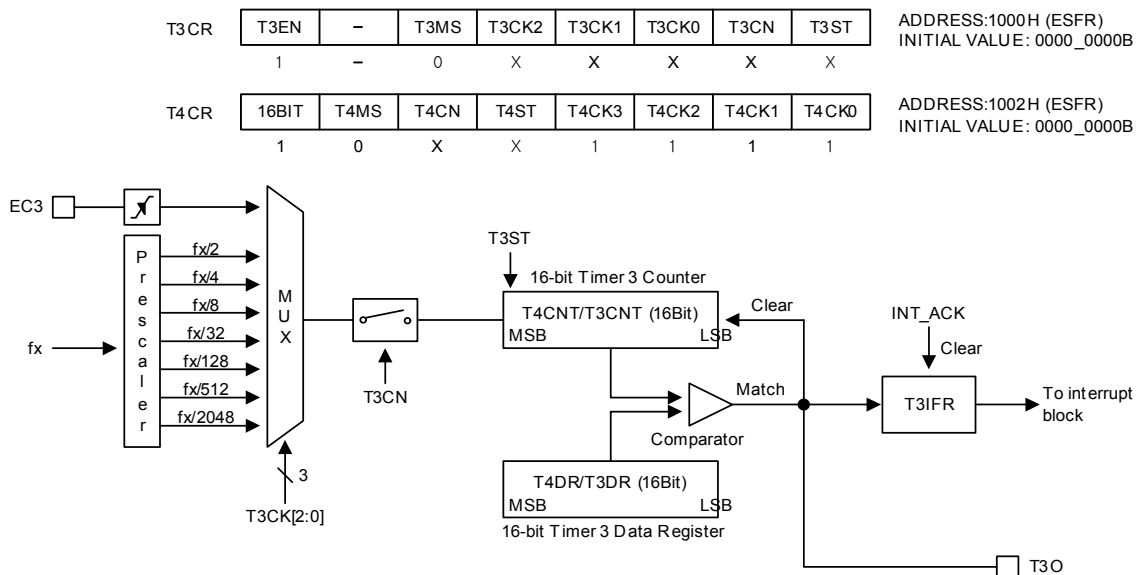 T3CR T3EN – T3MS T3CK2 T3CK1 T3CK0 T3CN T3ST ADDRESS:1000H (ESFR)
INITIAL VALUE: 0000_0000B
1 – 0 X X X X X
T4CR 16BIT T4MS T4CN T4ST T4CK3 T4CK2 T4CK1 T4CK0 ADDRESS:1002H (ESFR)
INITIAL VALUE: 0000_0000B
1 0 X X 1 1 1 1
EC3
fx
Prescaler
fx/2
fx/4
fx/8
fx/32
fx/128
fx/512
fx/2048
MUX
3
T3CK[2:0]
T3CN
T3ST
16-bit Timer 3 Counter
T4CNT/T3CNT (16Bit)
MSB LSB
Clear
Comparator
Match
T4DR/T3DR (16Bit)
MSB LSB
16-bit Timer 3 Data Register
INT_ACK
Clear
T3IFR
To interrupt
block
T3O